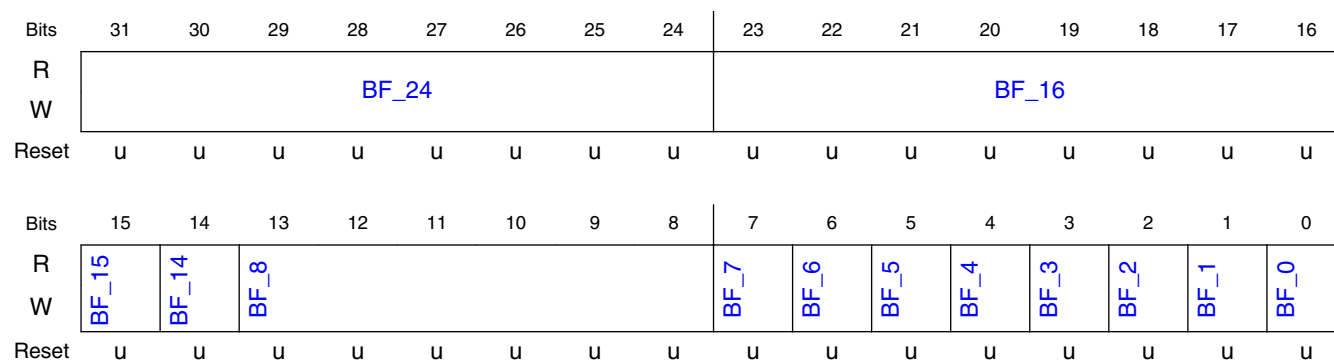 Bits 31 30 29 28 27 26 25 24 23 22 21 20 19 18 17 16
R
BF_24 BF_16
W
Reset u u u u u u u u u u u u u u u u
Bits 15 14 13 12 11 10 9 8 7 6 5 4 3 2 1 0
R
BF_15 BF_14 BF_8 BF_7 BF_6 BF_5 BF_4 BF_3 BF_2 BF_1 BF_0
W
Reset u u u u u u u u u u u u u u u u